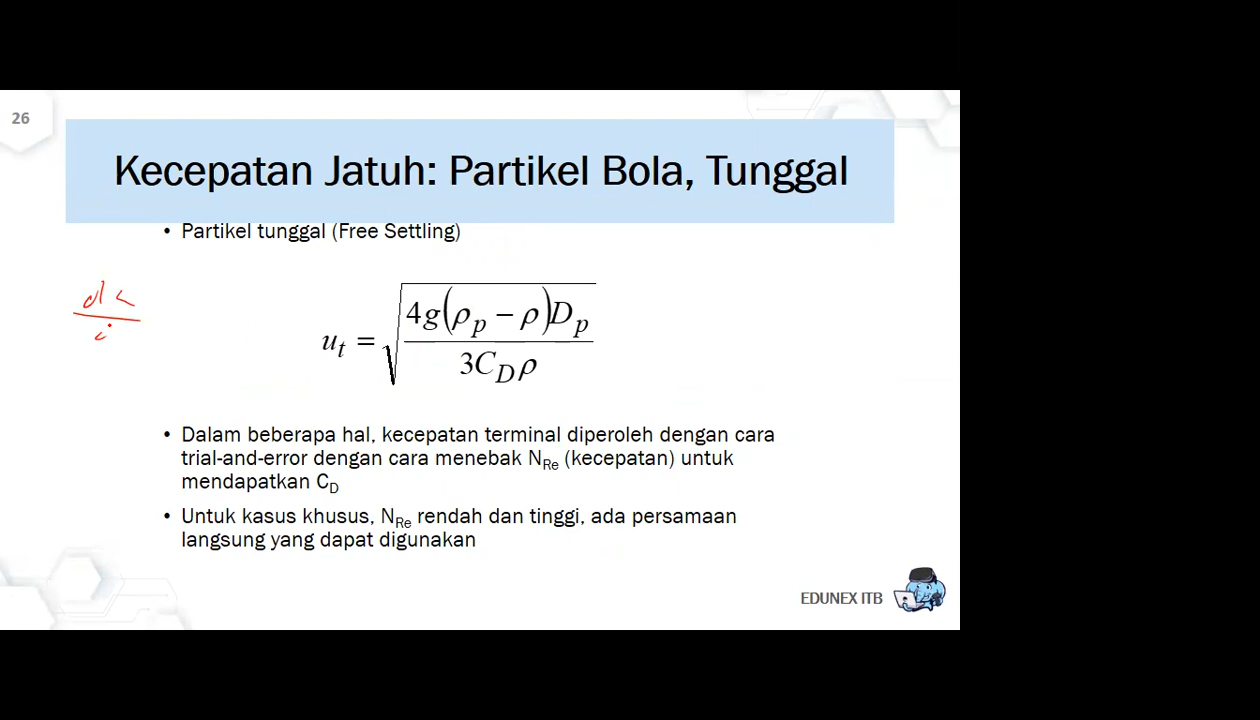 26
Kecepatan Jatuh: Partikel Bola, Tunggal
• Partikel tunggal (Free Settling)
u_t = √(4g(ρ_p − ρ)D_p / 3C_Dρ)
• Dalam beberapa hal, kecepatan terminal diperoleh dengan cara
trial-and-error dengan cara menebak N_Re (kecepatan) untuk
mendapatkan C_D
• Untuk kasus khusus, N_Re rendah dan tinggi, ada persamaan
langsung yang dapat digunakan
EDUNEX ITB